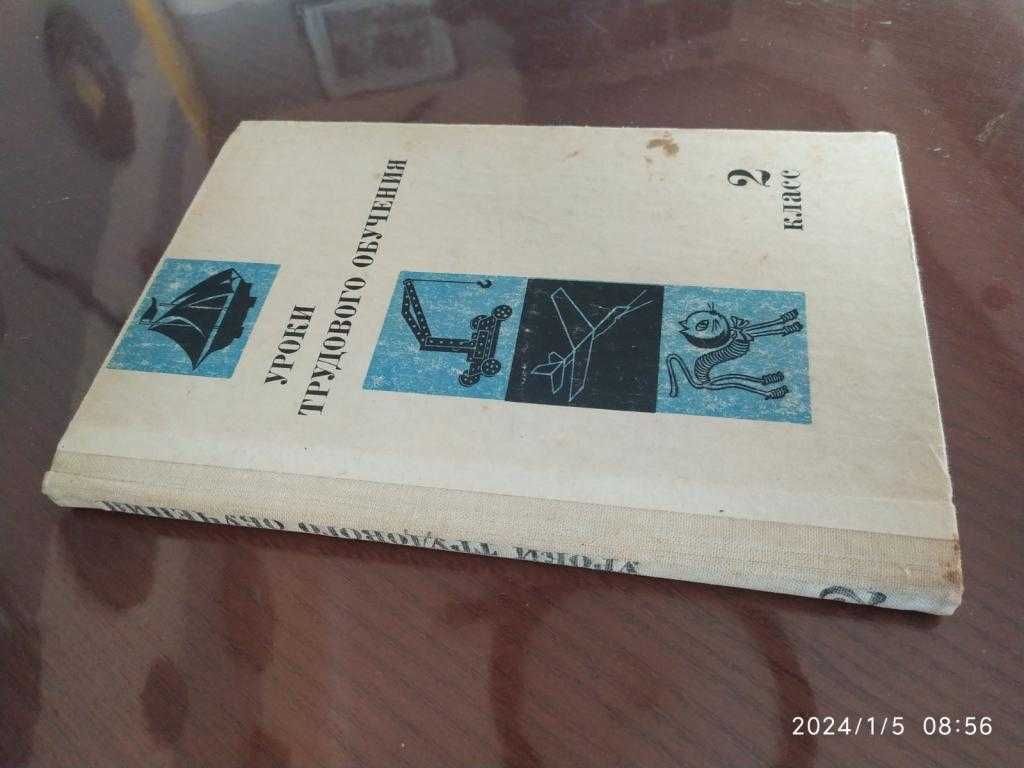 УРОКИ
ТРУДОВОГО ОБУЧЕНИЯ
2
класс
УРОКИ ТРУДОВОГО ОБУЧЕНИЯ
2
2024/1/5 08:56